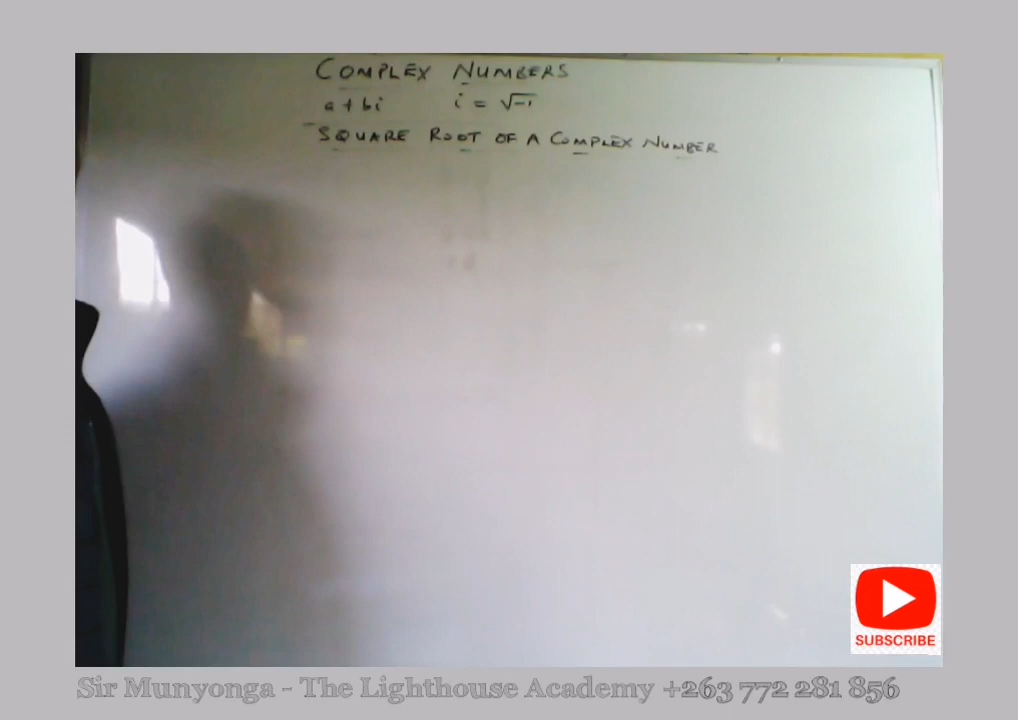 COMPLEX NUMBERS
a + bi i = √-1
- SQUARE ROOT OF A COMPLEX NUMBER
SUBSCRIBE
Sir Munyonga - The Lighthouse Academy +263 772 281 856